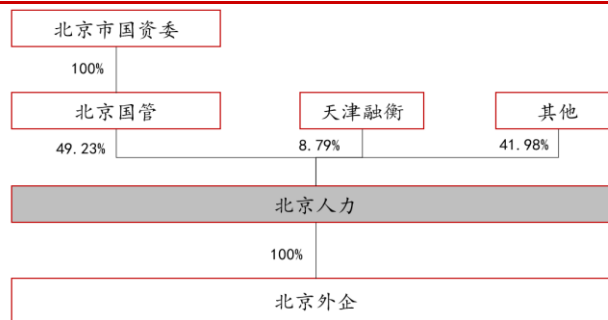 北京市国资委
100%
北京国管
天津融衡
其他
49.23%
8.79%
41.98%
北京人力
100%
北京外企